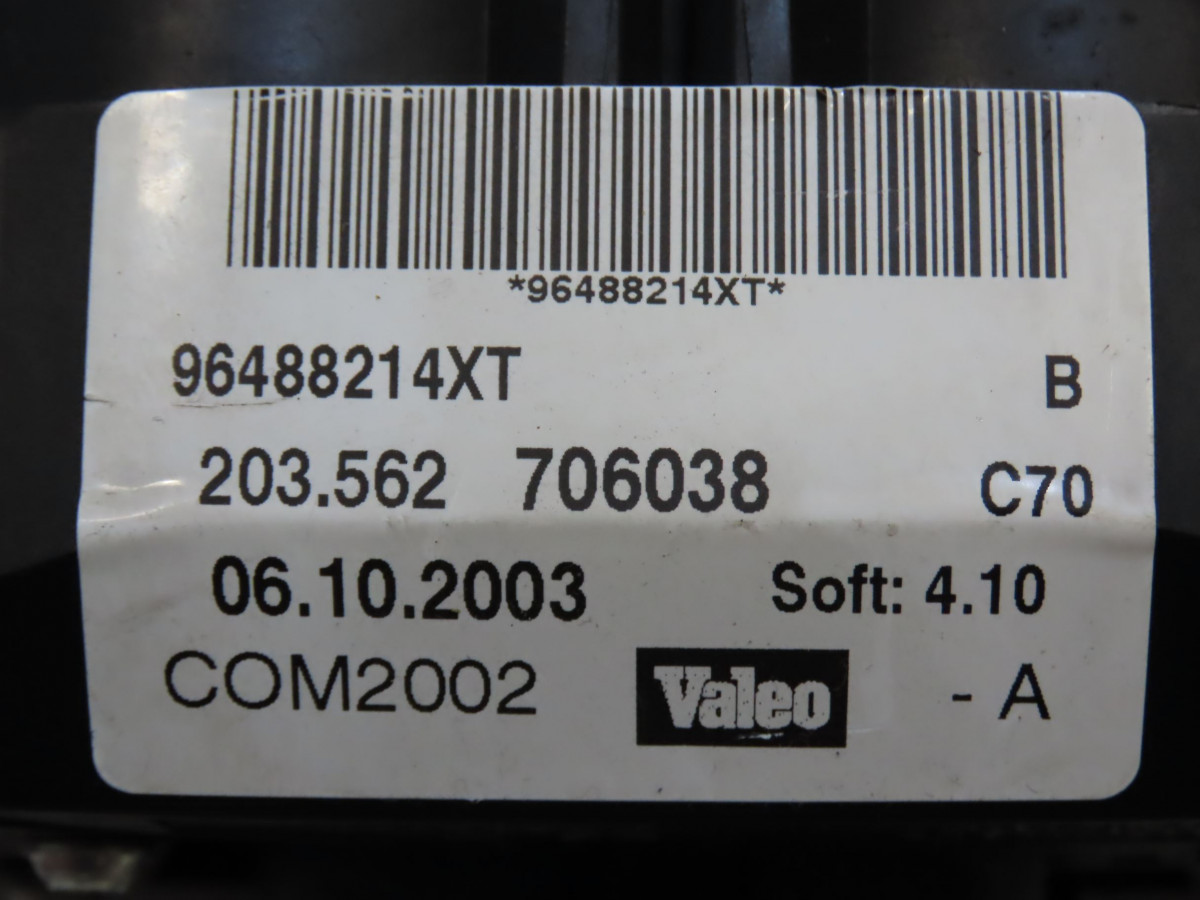 *96488214XT*
96488214XT B
203.562 706038 C70
06.10.2003 Soft: 4.10
COM2002 Valeo - A